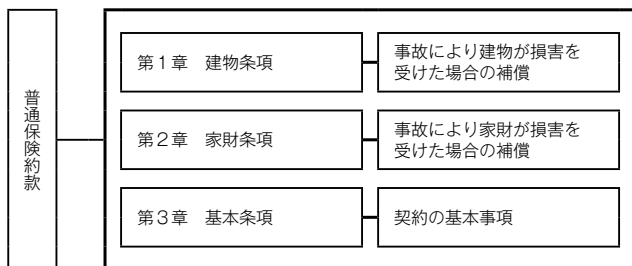 普通保険約款
第1章　建物条項
事故により建物が損害を
受けた場合の補償
第2章　家財条項
事故により家財が損害を
受けた場合の補償
第3章　基本条項
契約の基本事項